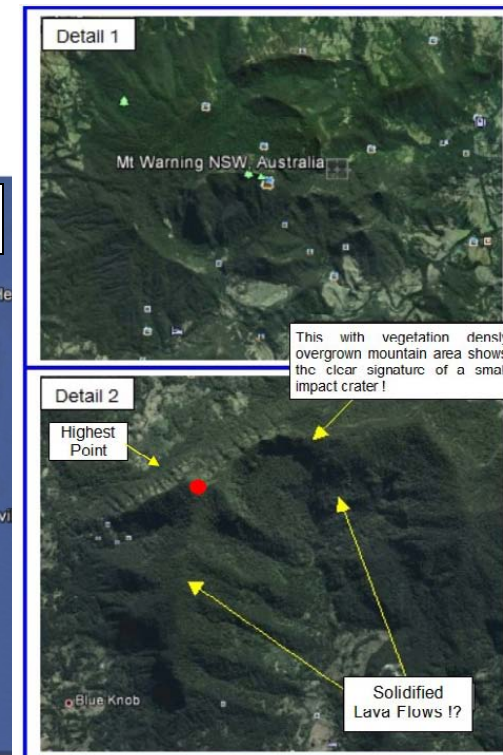 Detail 1
Mt Warning NSW, Australia
This with vegetation densly
overgrown mountain area shows
the clear signature of a small
impact crater !
Detail 2
Highest
Point
Blue Knob
Solidified
Lava Flows !?